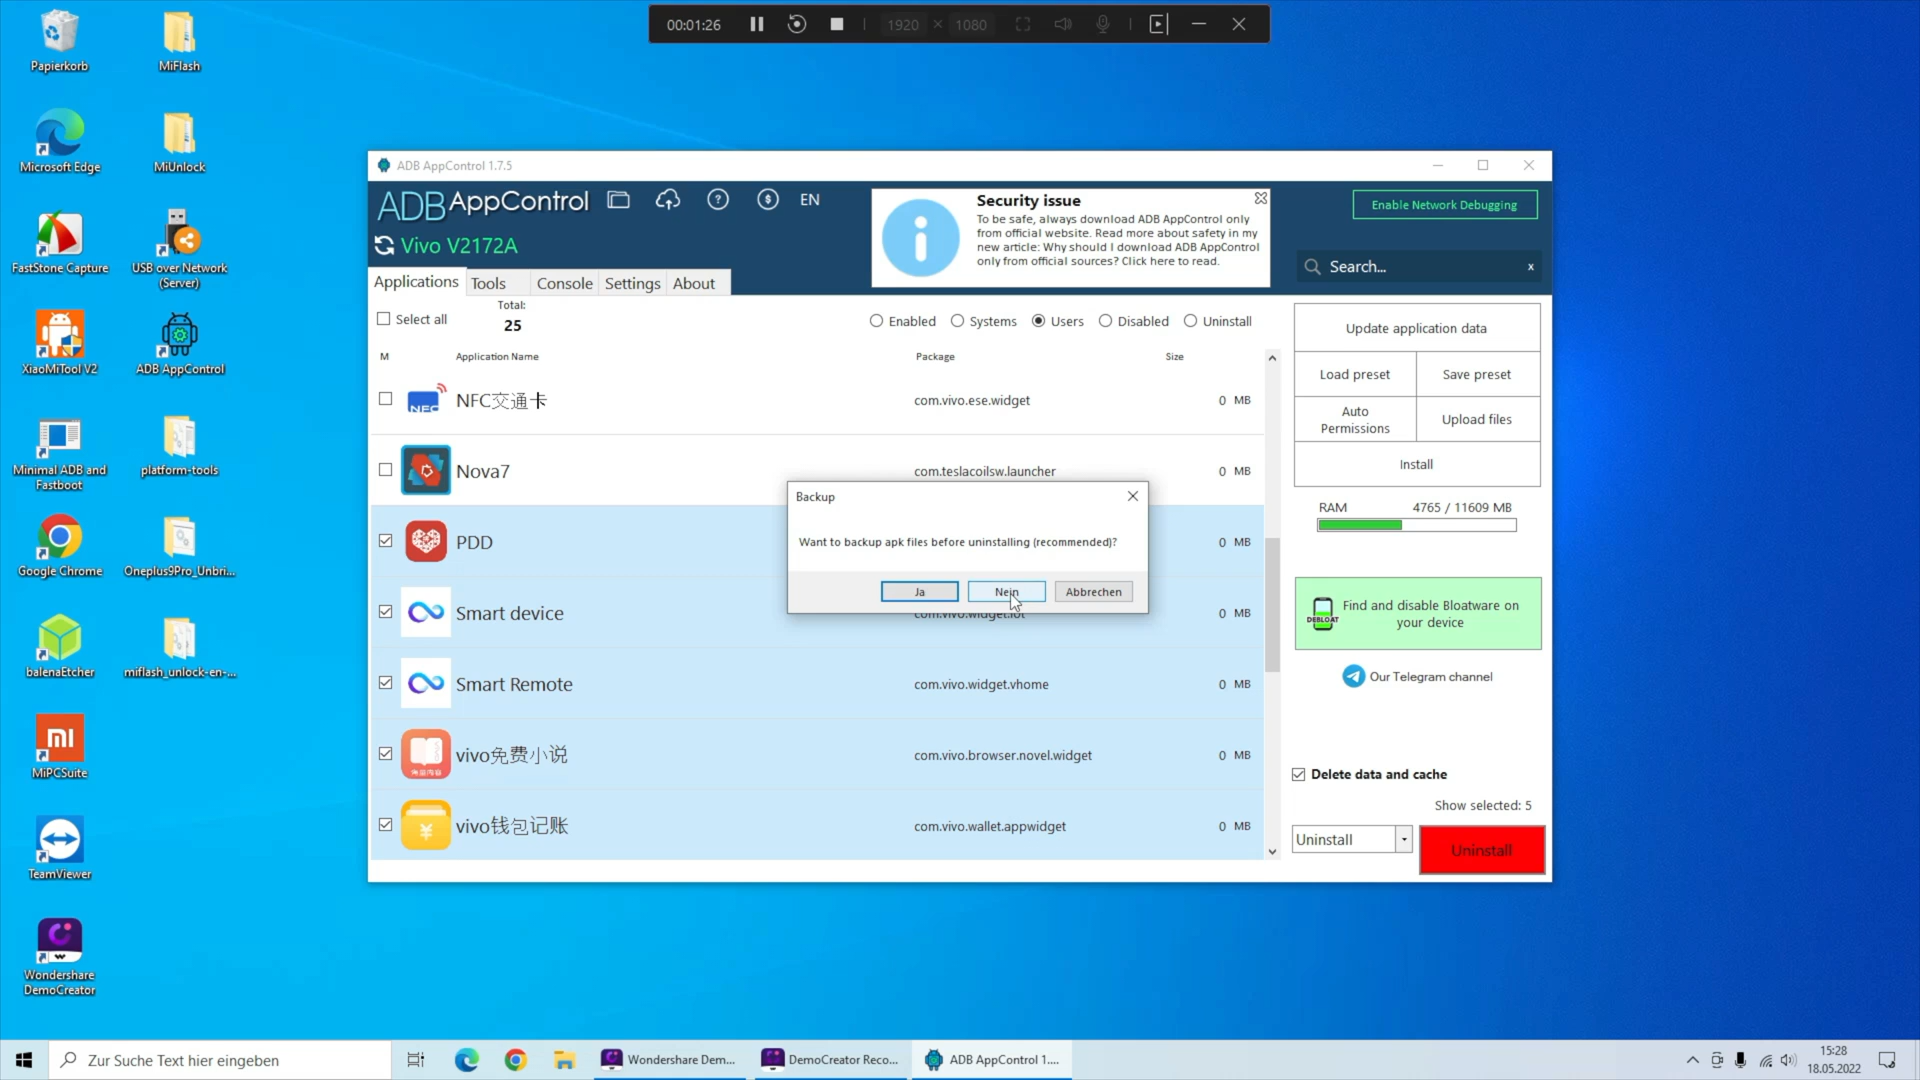 00:01:26
1920 × 1080
Papierkorb
MiFlash
Microsoft Edge
MiUnlock
FastStone Capture
USB over Network
(Server)
XiaoMiTool V2
ADB AppControl
Minimal ADB and
Fastboot
platform-tools
Google Chrome
Oneplus9Pro_Unbri...
balenaEtcher
miflash_unlock-en-...
MiPCSuite
TeamViewer
Wondershare
DemoCreator
ADB AppControl 1.7.5
ADB AppControl
EN
Vivo V2172A
Security issue
To be safe, always download ADB AppControl only
from official website. Read more about safety in my
new article: Why should I download ADB AppControl
only from official sources? Click here to read.
Enable Network Debugging
Search...
x
Applications
Tools
Console
Settings
About
Select all
Total:
25
Enabled
Systems
Users
Disabled
Uninstall
M
Application Name
Package
Size
NFC
NFC交通卡
com.vivo.ese.widget
0 MB
Nova7
com.teslacoilsw.launcher
0 MB
PDD
0 MB
Smart device
com.vivo.widget.iot
0 MB
Smart Remote
com.vivo.widget.vhome
0 MB
vivo免费小说
com.vivo.browser.novel.widget
0 MB
vivo钱包记账
com.vivo.wallet.appwidget
0 MB
Backup
Want to backup apk files before uninstalling (recommended)?
Ja
Nein
Abbrechen
Update application data
Load preset
Save preset
Auto
Permissions
Upload files
Install
RAM
4765 / 11609 MB
DEBLOAT
Find and disable Bloatware on
your device
Our Telegram channel
Delete data and cache
Show selected: 5
Uninstall
Uninstall
Zur Suche Text hier eingeben
Wondershare Dem...
DemoCreator Reco...
ADB AppControl 1....
15:28
18.05.2022